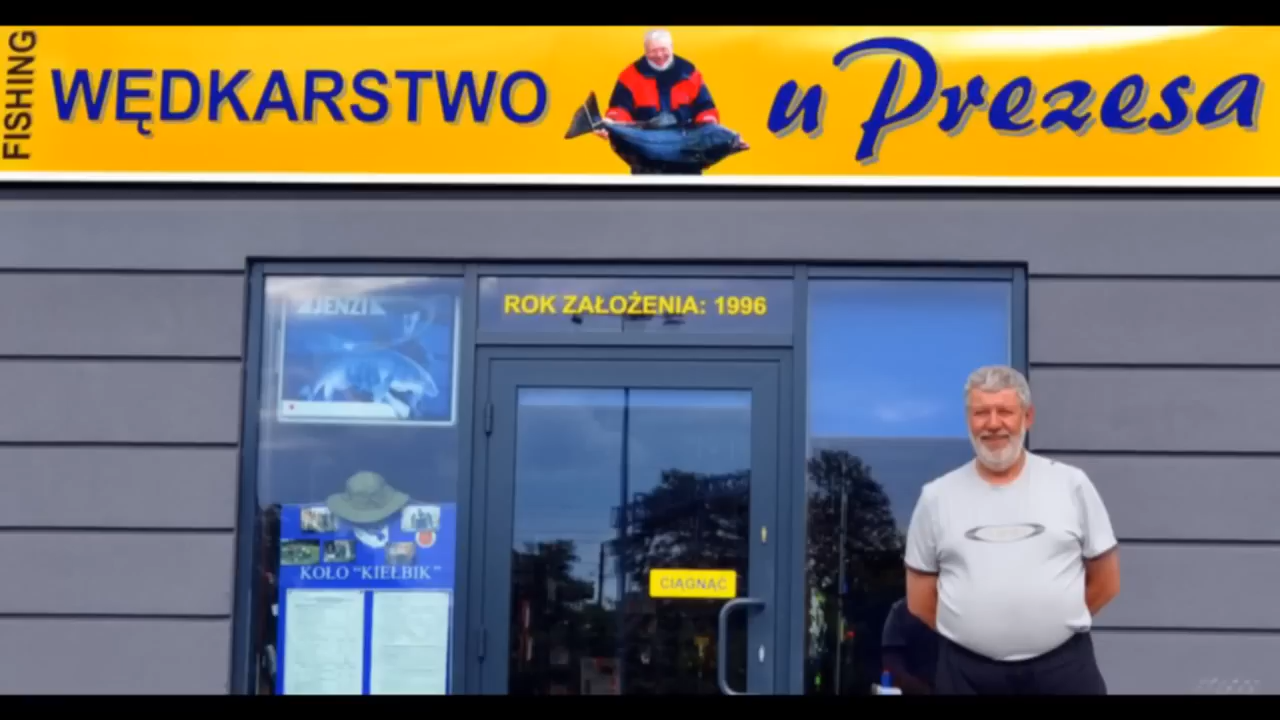 FISHING
WĘDKARSTWO u Prezesa
JENZI
ROK ZAŁOŻENIA: 1996
KOŁO "KIEŁBIK"
CIĄGNĄĆ